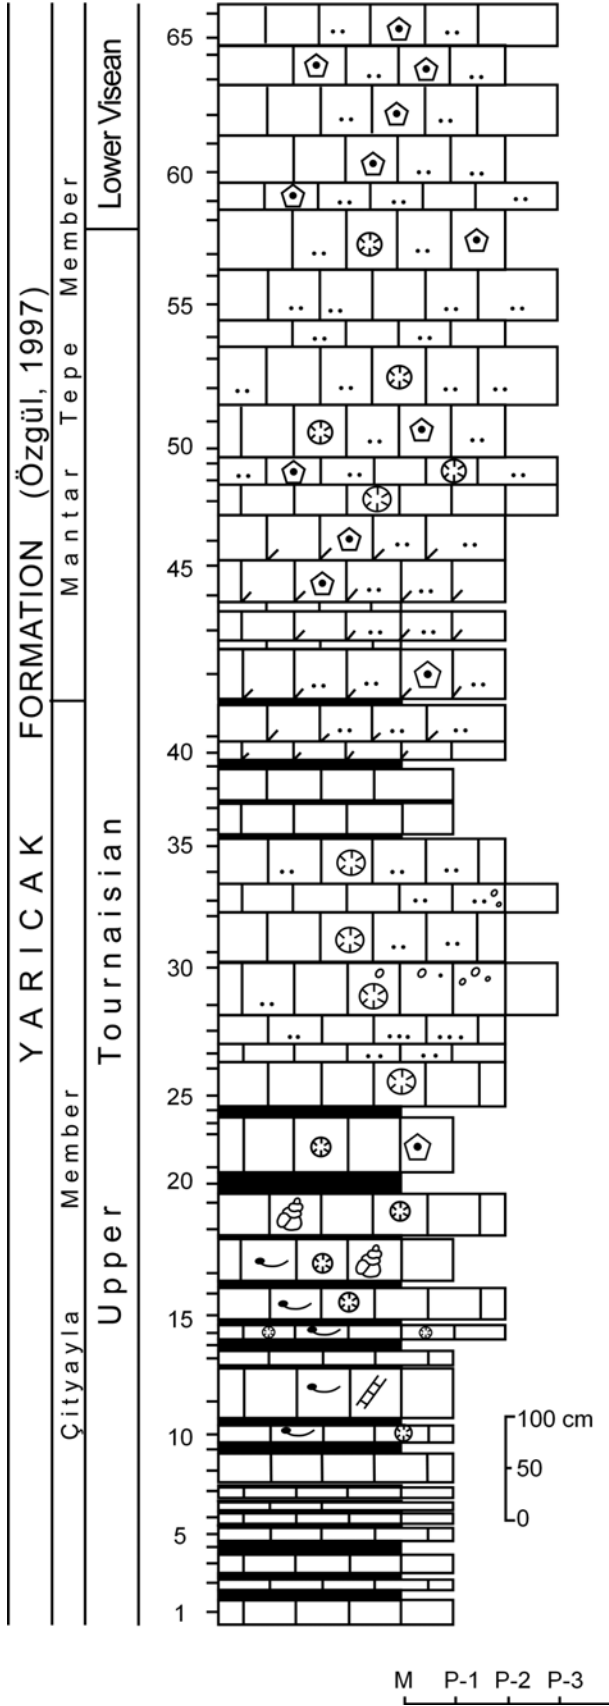 YARICAK FORMATION (Özgül, 1997)
Çityayla Member
Mantar Tepe Member
Upper Tournaisian
Lower Visean
65
60
55
50
45
40
35
30
25
20
15
10
5
1
100 cm
50
0
M P-1 P-2 P-3